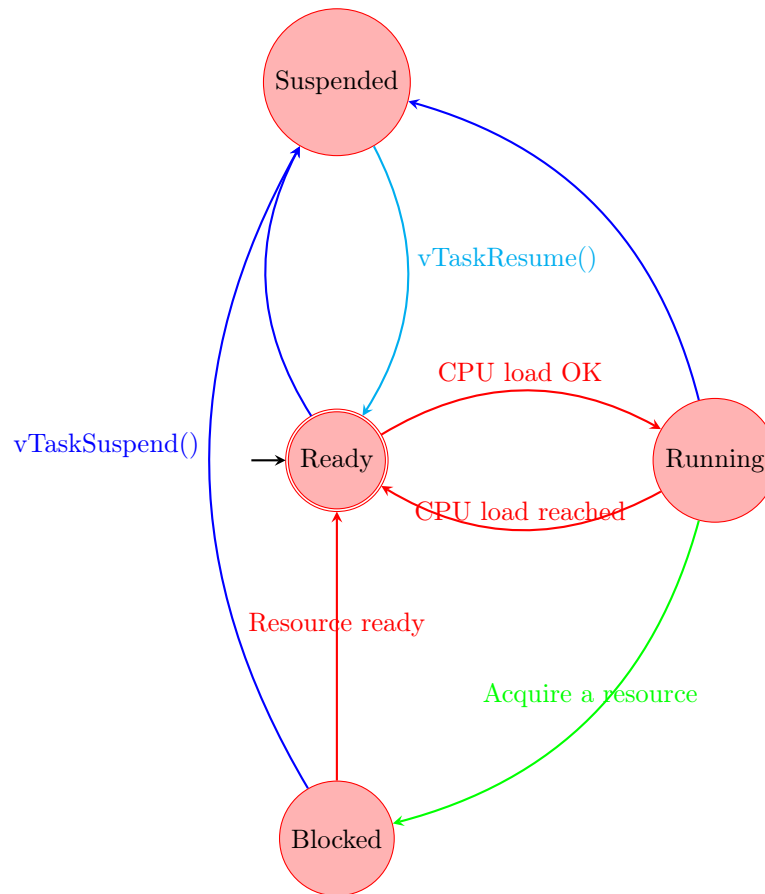 Suspended
vTaskResume()
CPU load OK
vTaskSuspend()
Ready
Running
CPU load reached
Resource ready
Acquire a resource
Blocked